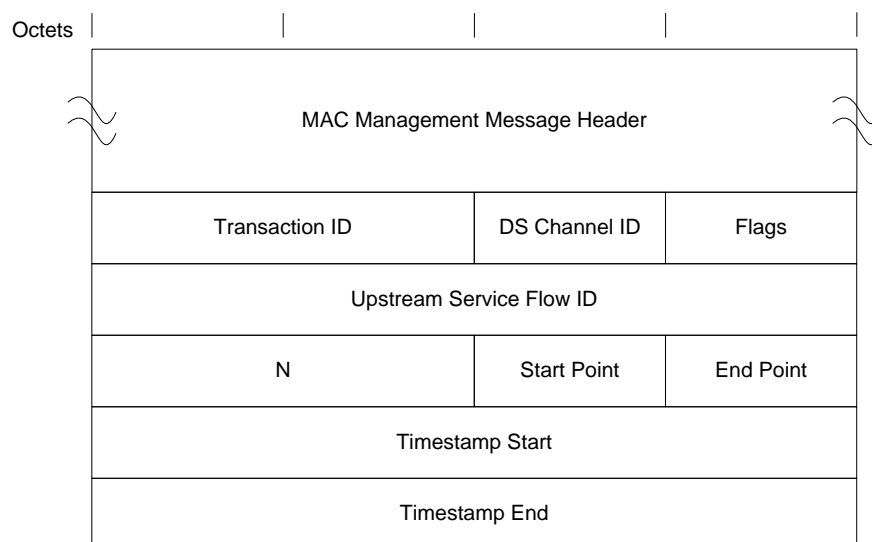 Octets
MAC Management Message Header
Transaction ID
DS Channel ID
Flags
Upstream Service Flow ID
N
Start Point
End Point
Timestamp Start
Timestamp End